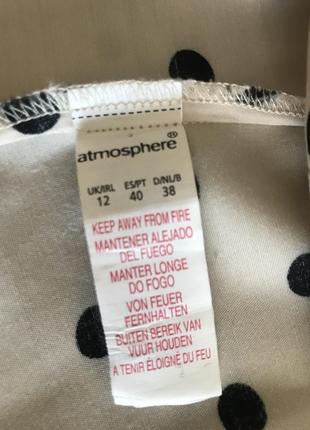 atmosphere®
UK/IRL ES/PT D/NL/B
12 40 38
KEEP AWAY FROM FIRE
MANTENER ALEJADO
DEL FUEGO
MANTER LONGE
DO FOGO
VON FEUER
FERNHALTEN
BUITEN BEREIK VAN
VUUR HOUDEN
A TENIR ÉLOIGNÉ DU FEU